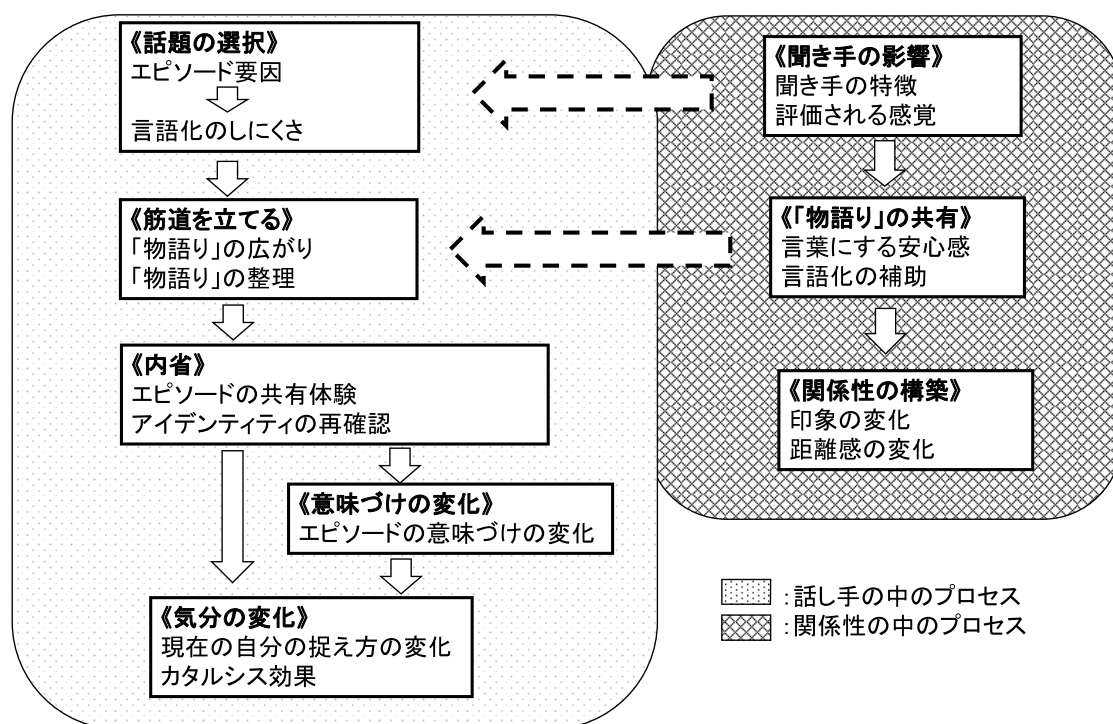 《話題の選択》
エピソード要因
言語化のしにくさ
《筋道を立てる》
「物語り」の広がり
「物語り」の整理
《内省》
エピソードの共有体験
アイデンティティの再確認
《意味づけの変化》
エピソードの意味づけの変化
《気分の変化》
現在の自分の捉え方の変化
カタルシス効果
《聞き手の影響》
聞き手の特徴
評価される感覚
《「物語り」の共有》
言葉にする安心感
言語化の補助
《関係性の構築》
印象の変化
距離感の変化
:話し手の中のプロセス
:関係性の中のプロセス